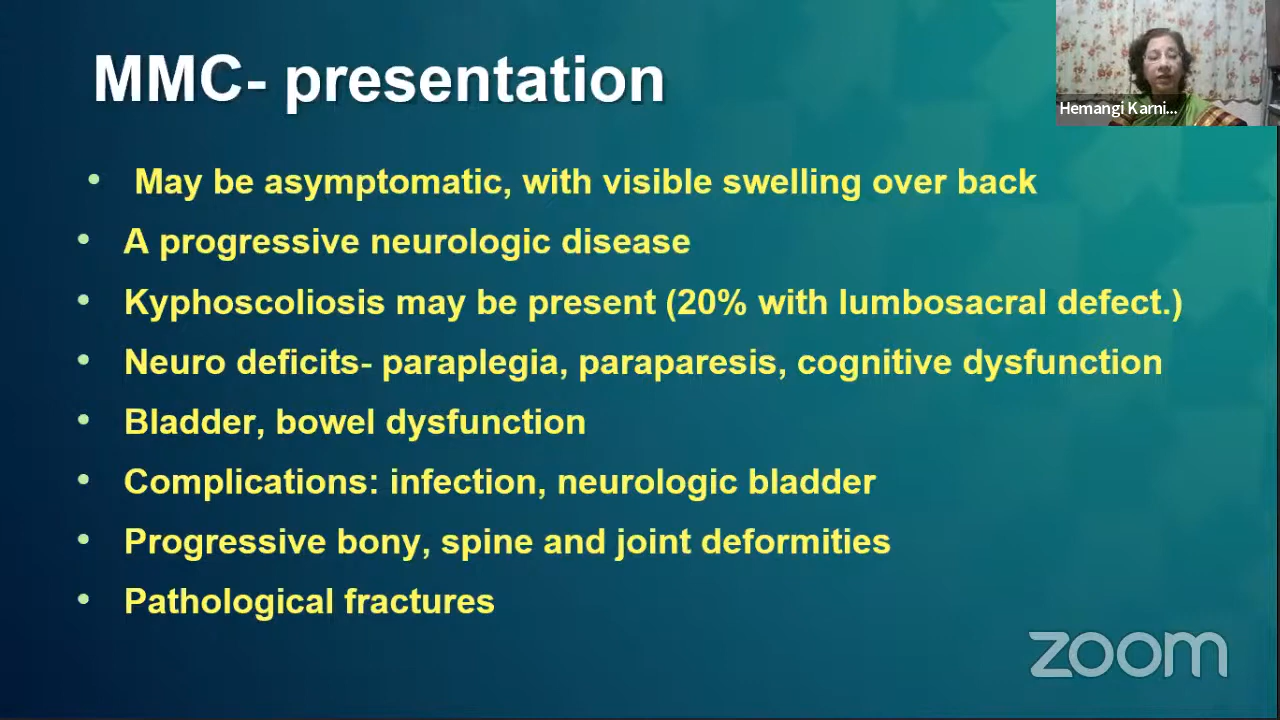 MMC- presentation
Hemangi Karni...
• May be asymptomatic, with visible swelling over back
• A progressive neurologic disease
• Kyphoscoliosis may be present (20% with lumbosacral defect.)
• Neuro deficits- paraplegia, paraparesis, cognitive dysfunction
• Bladder, bowel dysfunction
• Complications: infection, neurologic bladder
• Progressive bony, spine and joint deformities
• Pathological fractures
zoom